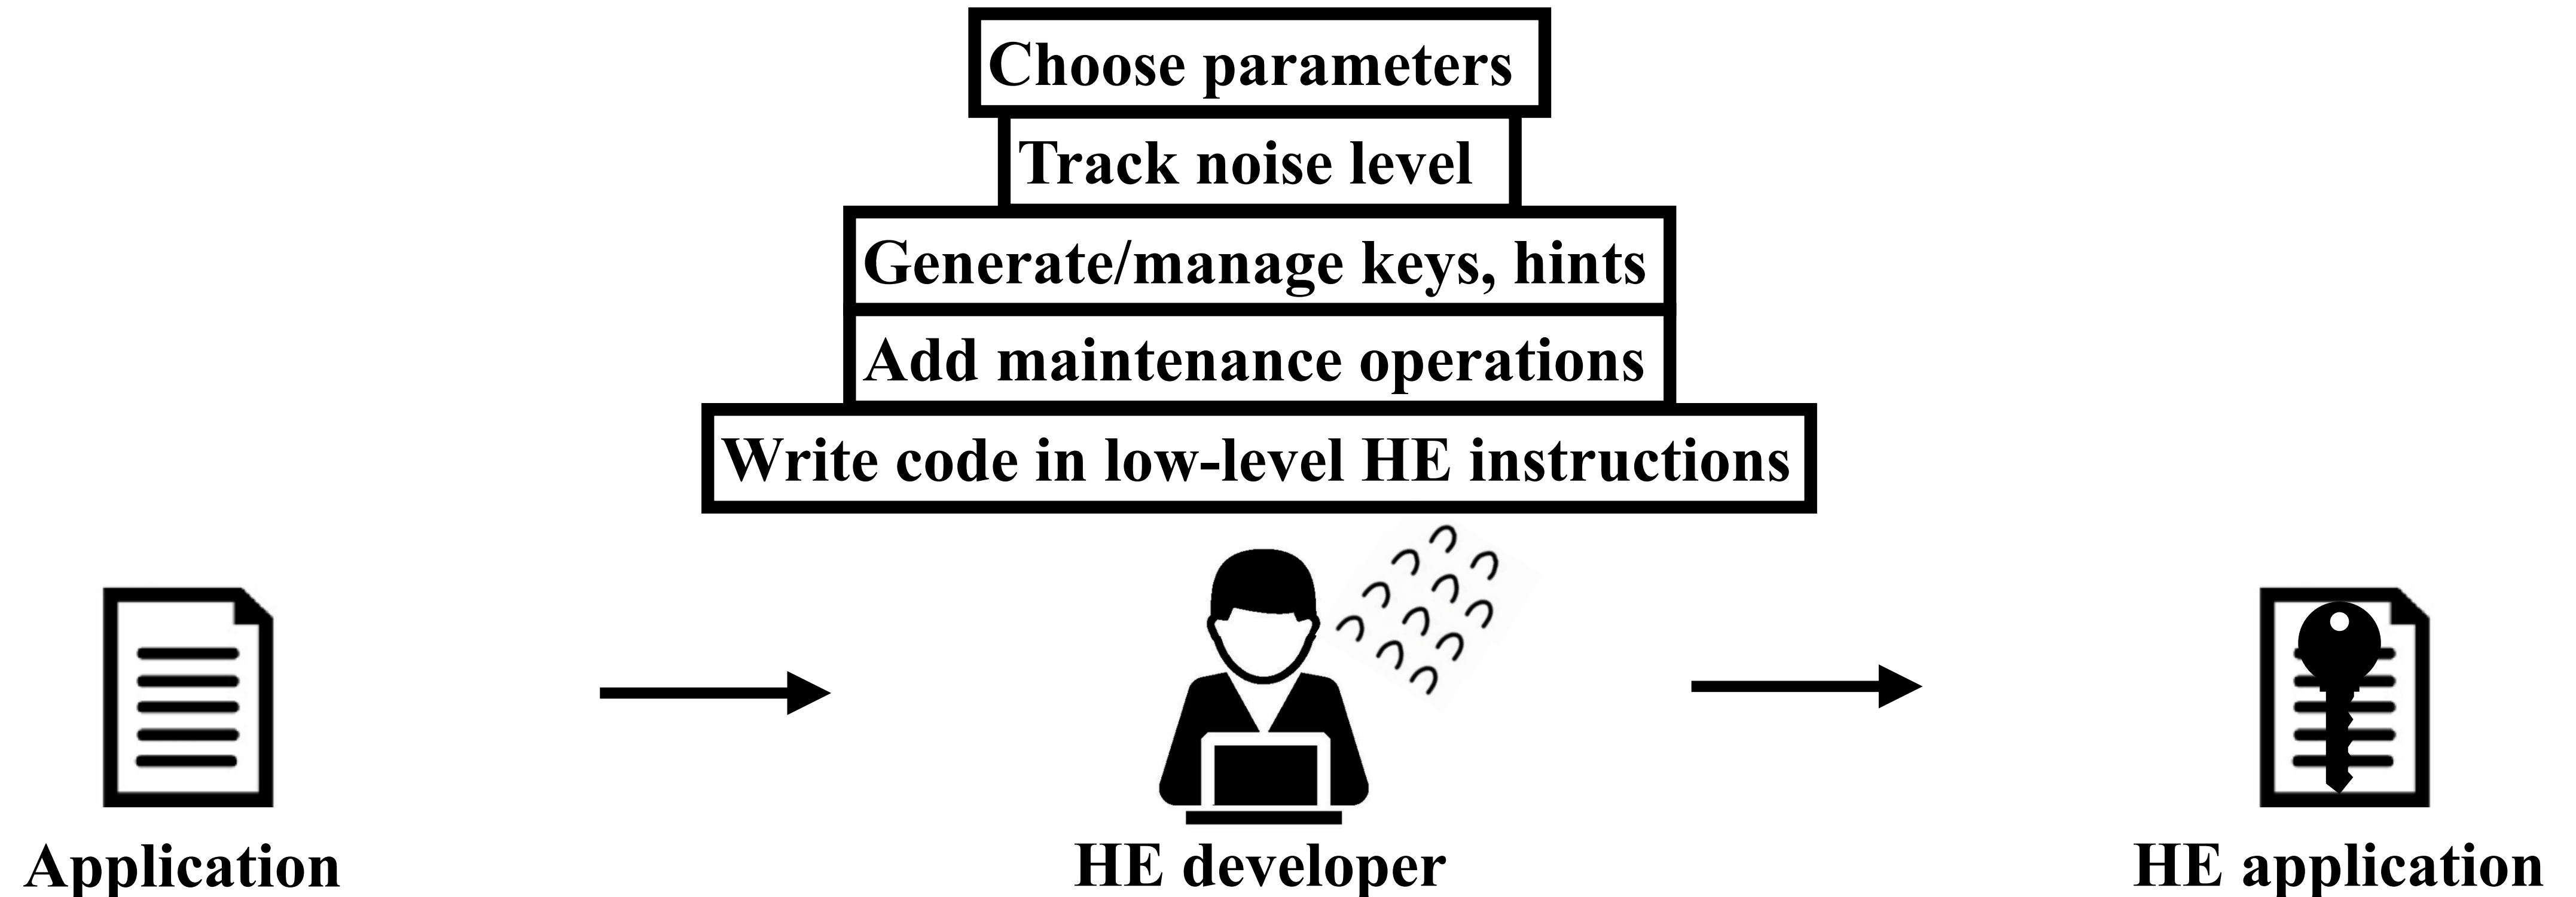 Choose parameters
Track noise level
Generate/manage keys, hints
Add maintenance operations
Write code in low-level HE instructions
Application
HE developer
HE application